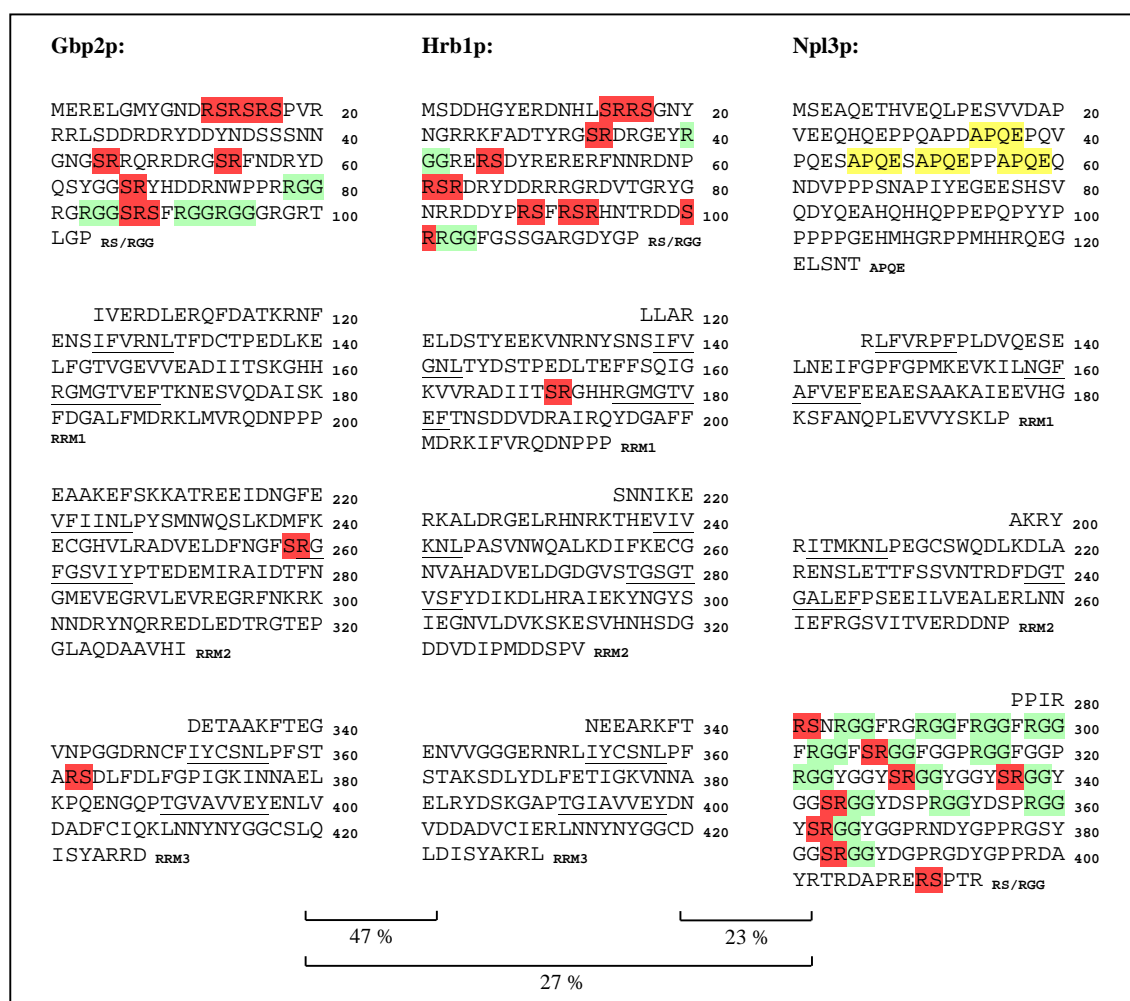 Gbp2p:
MERELGMYGNDRSRSRSPVR 20
RRLSDDRDRYDDYNDSSSNN 40
GNGSRRQRRDRGSRFNDRYD 60
QSYGGSRYHDDRNWPPRRGG 80
RGRGGSRSFRGGRGGGRGRT 100
LGP RS/RGG
IVERDLERQFDATKRNF 120
ENSIFVRNLTFDCTPEDLKE 140
LFGTVGEVVEADIITSKGHH 160
RGMGTVEFTKNESVQDAISK 180
FDGALFMDRKLMVRQDNPPP 200
RRM1
EAAKEFSKKATREEIDNGFE 220
VFIINLPYSMNWQSLKDMFK 240
ECGHVLRADVELDFNGFSRG 260
FGSVIYPTEDEMIRAIDTFN 280
GMEVEGRVLEVREGRFNKRK 300
NNDRYNQRREDLEDTRGTEP 320
GLAQDAAVHI RRM2
DETAAKFTEG 340
VNPGGDRNCFIYCSNLPFST 360
ARSDLFDLFGPIGKINNAEL 380
KPQENGQPTGVAVVEYENLV 400
DADFCIQKLNNYNYGGCSLQ 420
ISYARRD RRM3
Hrb1p:
MSDDHGYERDNHLSRRSGNY 20
NGRRKFADTYRGSRDRGEYR 40
GGRERSDYRERERFNNRDNP 60
RSRDRYDDRRRGRDVTGRYG 80
NRRDDYPRSFRSRHNTRDDS 100
RRGGFGSSGARGDYGP RS/RGG
LLAR 120
ELDSTYEEKVNRNYSNSIFV 140
GNLTYDSTPEDLTEFFSQIG 160
KVVRADIITSRGHHRGMGTV 180
EFTNSDDVDRAIRQYDGAFF 200
MDRKIFVRQDNPPP RRM1
SNNIKE 220
RKALDRGELRHNRKTHEVIV 240
KNLPASVNWQALKDIFKECG 260
NVAHADVELDGDGVSTGSGT 280
VSFYDIKDLHRAIEKYNGYS 300
IEGNVLDVKSKESVHNHSDG 320
DDVDIPMDDSPV RRM2
NEEARKFT 340
ENVVGGGERNRLIYCSNLPF 360
STAKSDLYDLFETIGKVNNA 380
ELRYDSKGAPTGIAVVEYDN 400
VDDADVCIERLNNYNYGGCD 420
LDISYAKRL RRM3
Npl3p:
MSEAQETHVEQLPESVVDAP 20
VEEQHQEPPQAPDAPQEPQV 40
PQESAPQESAPQEPPAPQEQ 60
NDVPPPSNAPIYEGEESHSV 80
QDYQEAHQHHQPPEPQPYYP 100
PPPPGEHMHGRPPMHHRQEG 120
ELSNT APQE
RLFVRPFPLDVQESE 140
LNEIFGPFGPMKEVKILNGF 160
AFVEFEEAESAAKAIEEVHG 180
KSFANQPLEVVYSKLP RRM1
AKRY 200
RITMKNLPEGCSWQDLKDLA 220
RENSLETTFSSVNTRDFDGT 240
GALEFPSEEILVEALERLNN 260
IEFRGSVITVERDDNP RRM2
PPIR 280
RSNRGGFRGRGGFRGGFRGG 300
FRGGFSRGGFGGPRGGFGGP 320
RGGYGGYSRGGYGGYSRGGY 340
GGSRGGYDSPRGGYDSPRGG 360
YSRGGYGGPRNDYGPPRGSY 380
GGSRGGYDGPRGDYGPPRDA 400
YRTRDAPRERSPTR RS/RGG
47 %
23 %
27 %